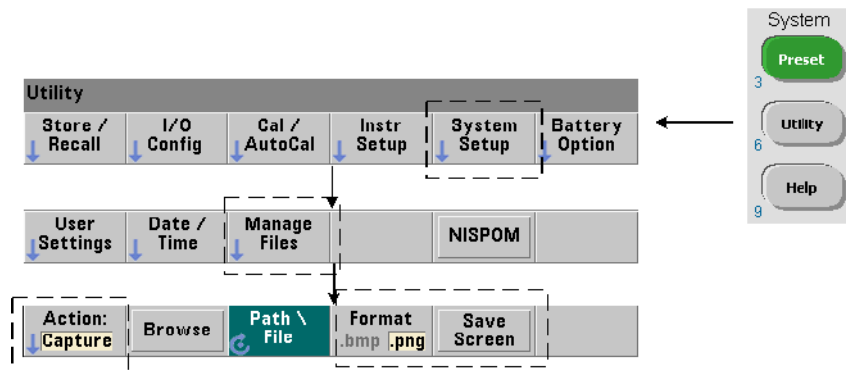 System
Preset
3
Utility
6
Help
9
Utility
Store /
Recall
I/O
Config
Cal /
AutoCal
Instr
Setup
System
Setup
Battery
Option
User
Settings
Date /
Time
Manage
Files
NISPOM
Action:
Capture
Browse
Path \
File
Format
.bmp .png
Save
Screen